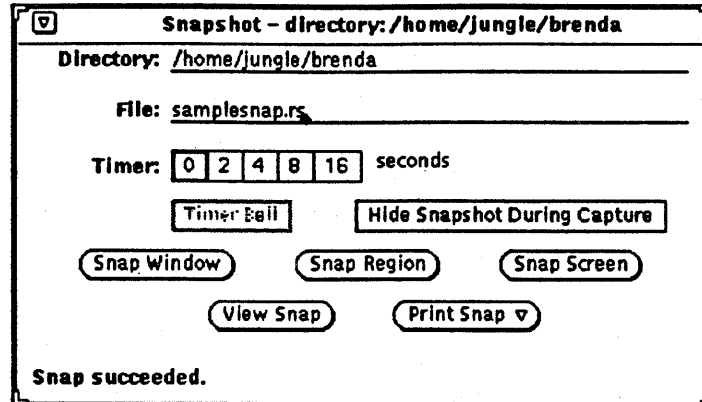 Snapshot – directity: /home/jungle/brenda
Directory: /home/jungle/brenda
File: samplesnap.rs
Timer: 0 2 4 8 16 seconds
Timer Bell Hide Snapshot During Capture
Snap Window Snap Region Snap Screen
View Snap Print Snap
Snap succeeded.